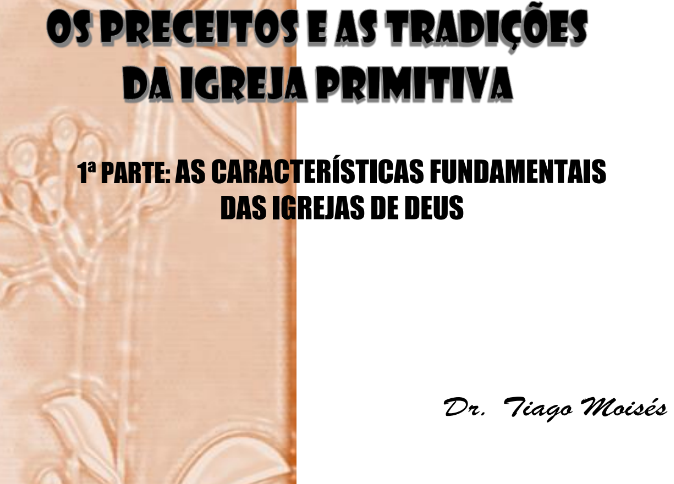 OS PRECEITOS E AS TRADIÇÕES
DA IGREJA PRIMITIVA
1ª PARTE: AS CARACTERÍSTICAS FUNDAMENTAIS
DAS IGREJAS DE DEUS
Dr. Tiago Moisés